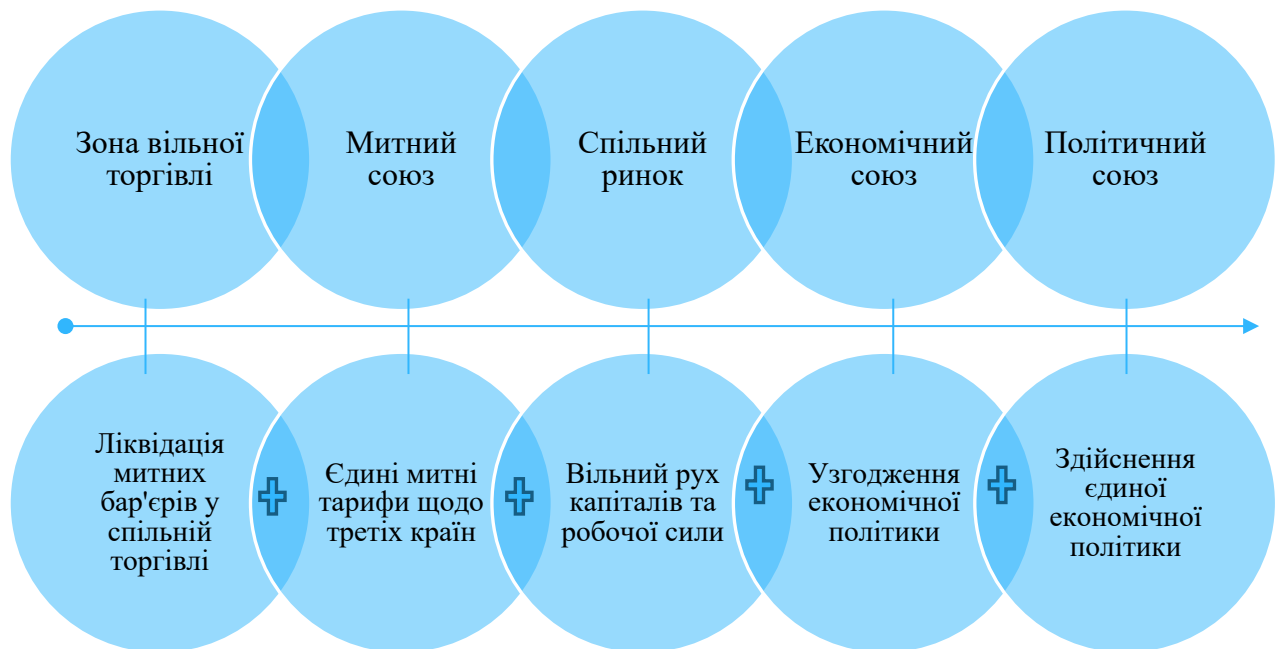 Зона вільної
торгівлі
Митний
союз
Спільний
ринок
Економічний
союз
Політичний
союз
Ліквідація
митних
бар'єрів у
спільній
торгівлі
Єдині митні
тарифи щодо
третіх країн
Вільний рух
капіталів та
робочої сили
Узгодження
економічної
політики
Здійснення
єдиної
економічної
політики